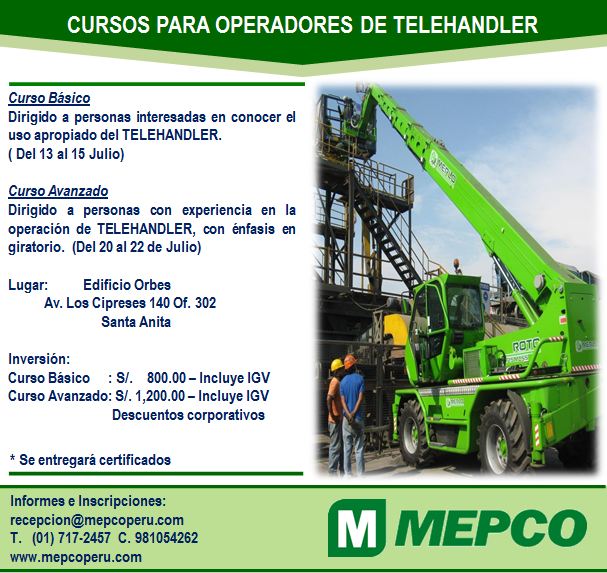 CURSOS PARA OPERADORES DE TELEHANDLER
Curso Básico
Dirigido a personas interesadas en conocer el
uso apropiado del TELEHANDLER.
( Del 13 al 15 Julio)
Curso Avanzado
Dirigido a personas con experiencia en la
operación de TELEHANDLER, con énfasis en
giratorio. (Del 20 al 22 de Julio)
Lugar: Edificio Orbes
Av. Los Cipreses 140 Of. 302
Santa Anita
Inversión:
Curso Básico : S/. 800.00 – Incluye IGV
Curso Avanzado: S/. 1,200.00 – Incluye IGV
Descuentos corporativos
* Se entregará certificados
MERLO
ROTO
MERLO
Informes e Inscripciones:
recepcion@mepcoperu.com
T. (01) 717-2457 C. 981054262
www.mepcoperu.com
M MEPCO